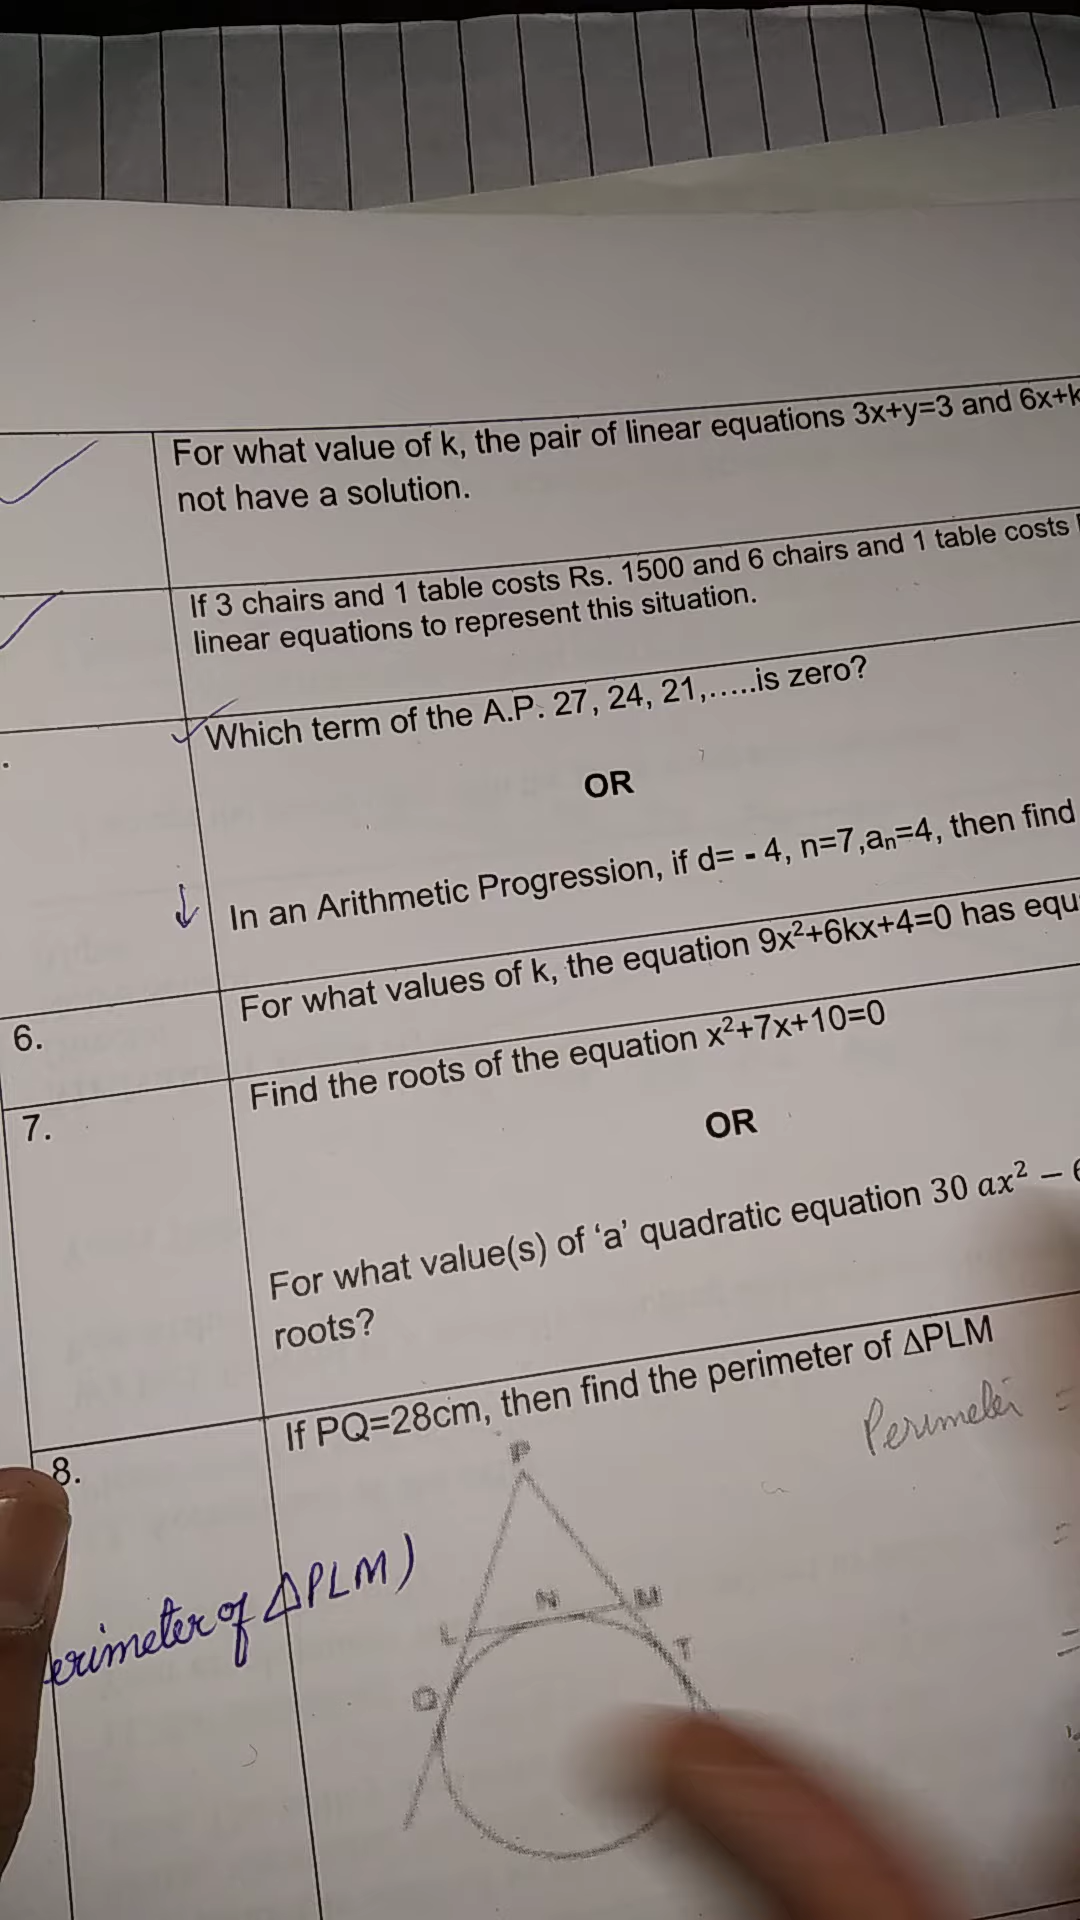 For what value of k, the pair of linear equations 3x+y=3 and 6x+k
not have a solution.
If 3 chairs and 1 table costs Rs. 1500 and 6 chairs and 1 table costs
linear equations to represent this situation.
Which term of the A.P. 27, 24, 21,.....is zero?
OR
In an Arithmetic Progression, if d= - 4, n=7,aₙ=4, then find
6. For what values of k, the equation 9x²+6kx+4=0 has equ
7. Find the roots of the equation x²+7x+10=0
OR
For what value(s) of ‘a’ quadratic equation 30 ax² – 6
roots?
8. If PQ=28cm, then find the perimeter of ΔPLM
Perimeter =
P
erimeter of ΔPLM)
N M
L
T
Q